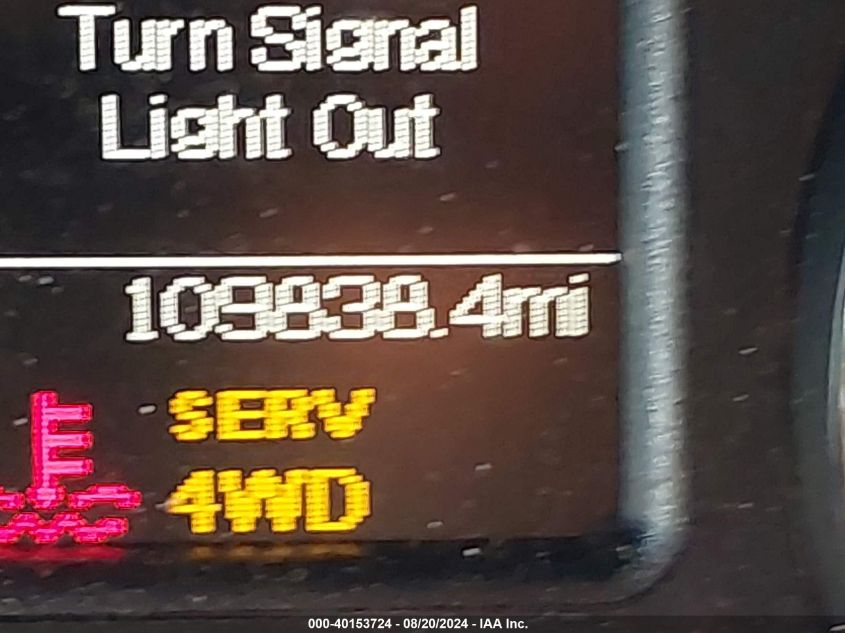 Turn Signal
Light Out
109838.4mi
SERV
4WD
000-40153724 - 08/20/2024 - IAA Inc.